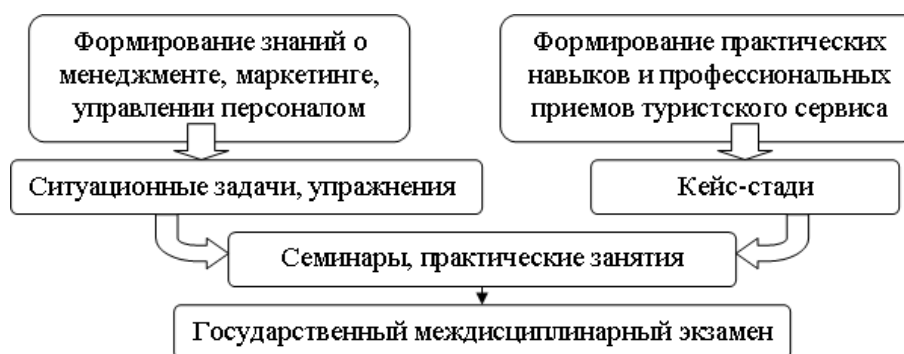 Формирование знаний о
менеджменте, маркетинге,
управлении персоналом
Формирование практических
навыков и профессиональных
приемов туристского сервиса
Ситуационные задачи, упражнения
Кейс-стади
Семинары, практические занятия
Государственный междисциплинарный экзамен